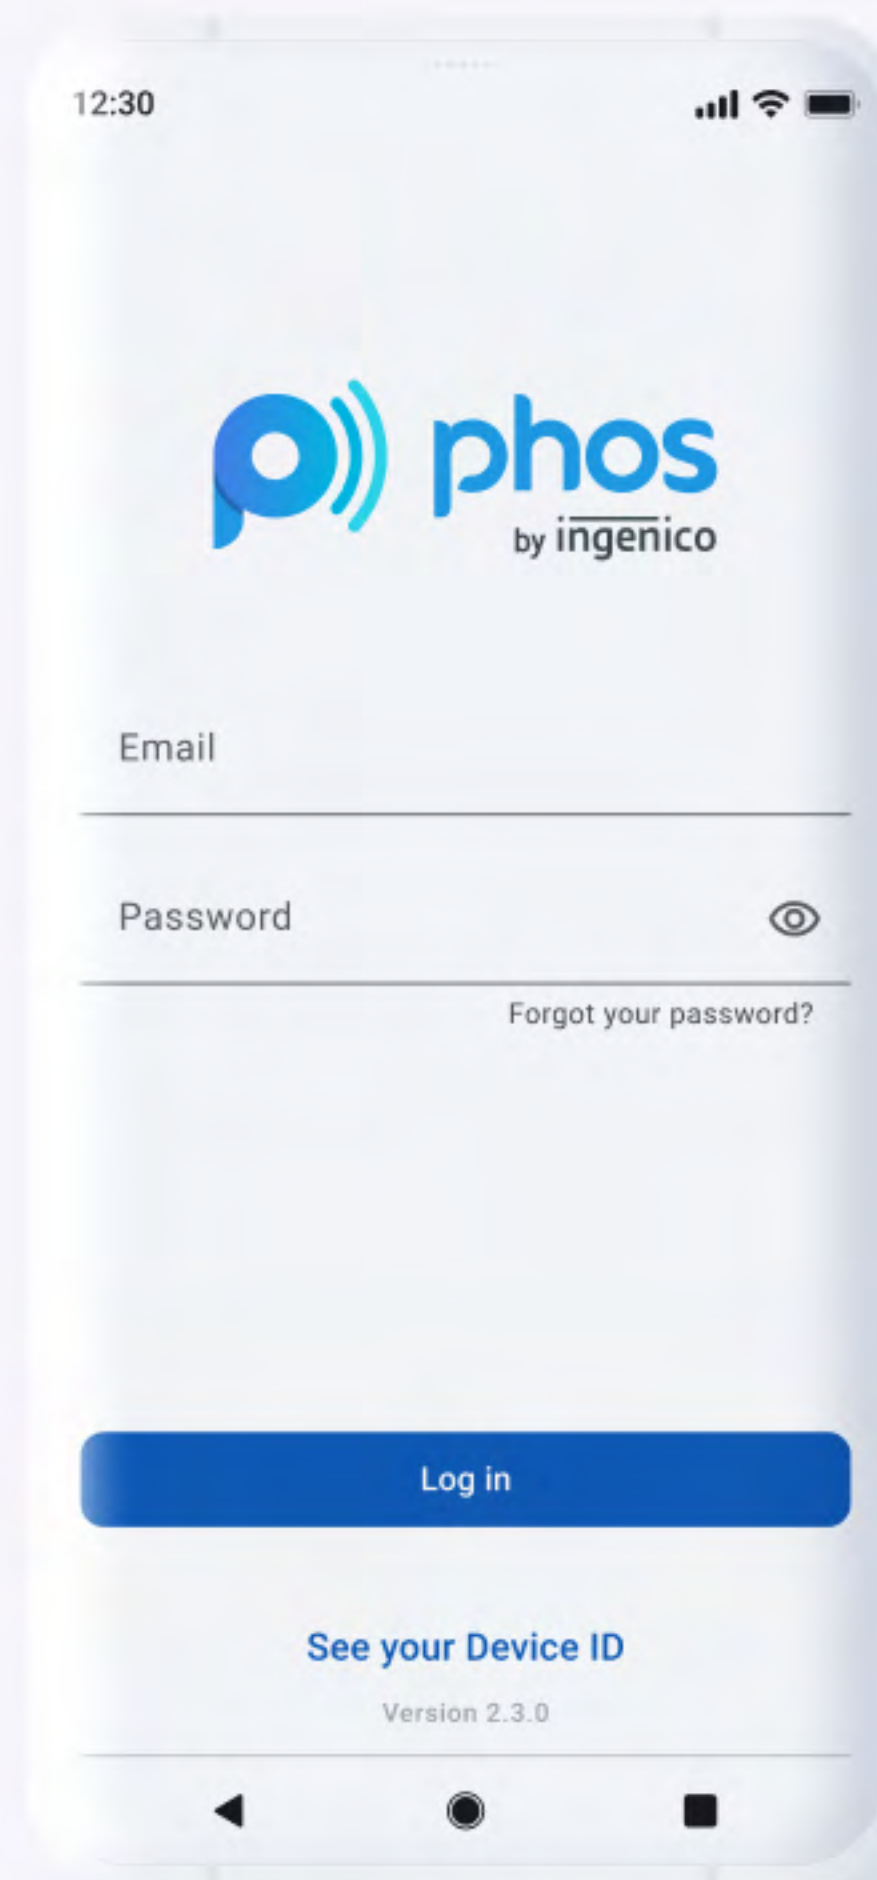 12:30
phos
by ingenico
Email
Password
Forgot your password?
Log in
See your Device ID
Version 2.3.0